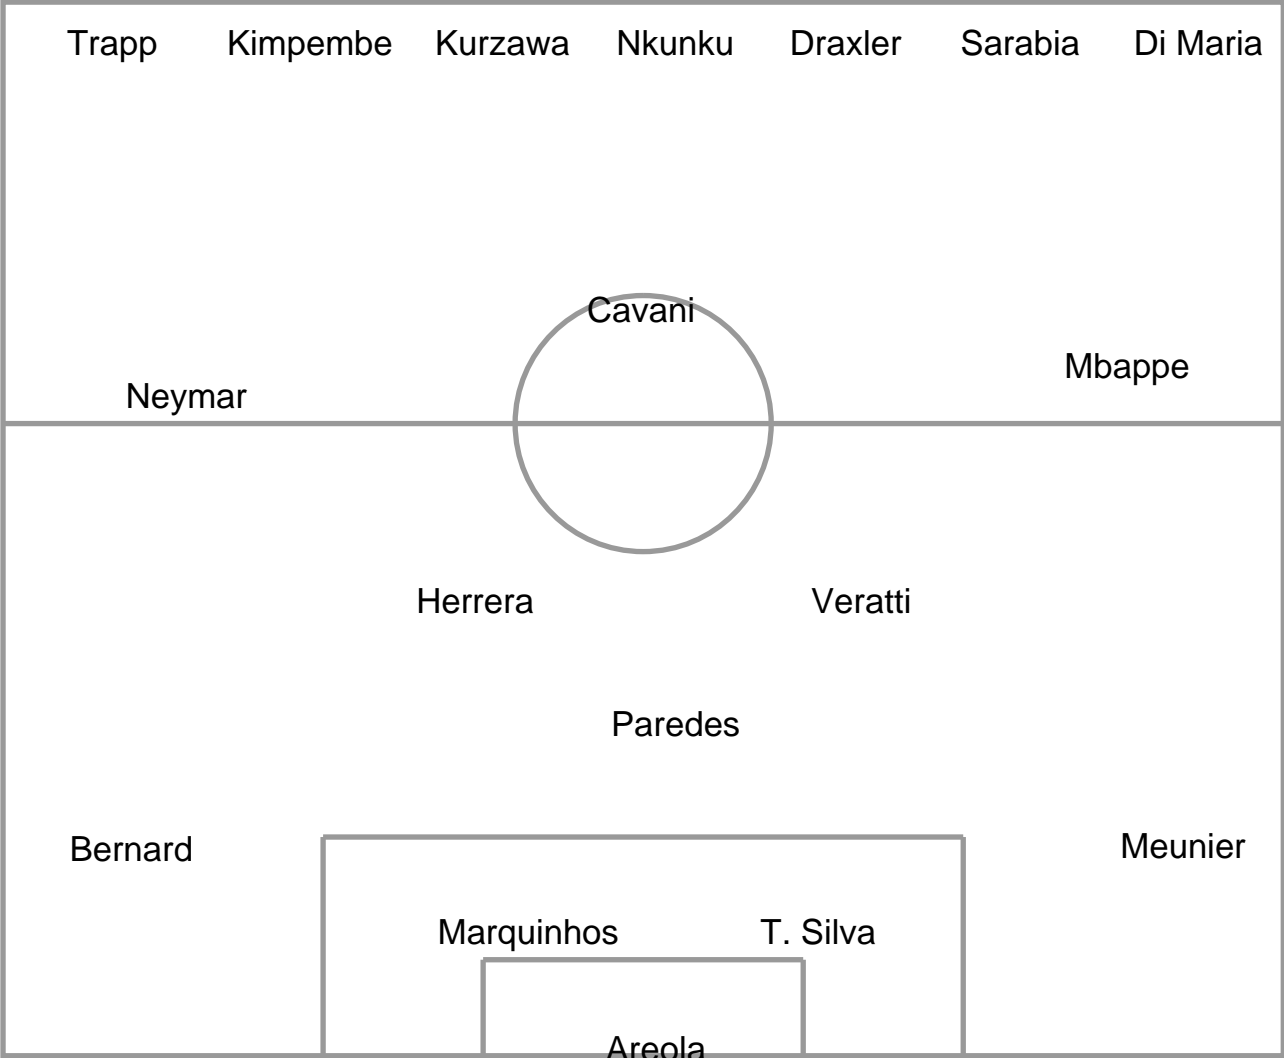 Trapp Kimpembe Kurzawa Nkunku Draxler Sarabia Di Maria
Cavani
Mbappe
Neymar
Herrera Veratti
Paredes
Bernard Meunier
Marquinhos T. Silva
Areola